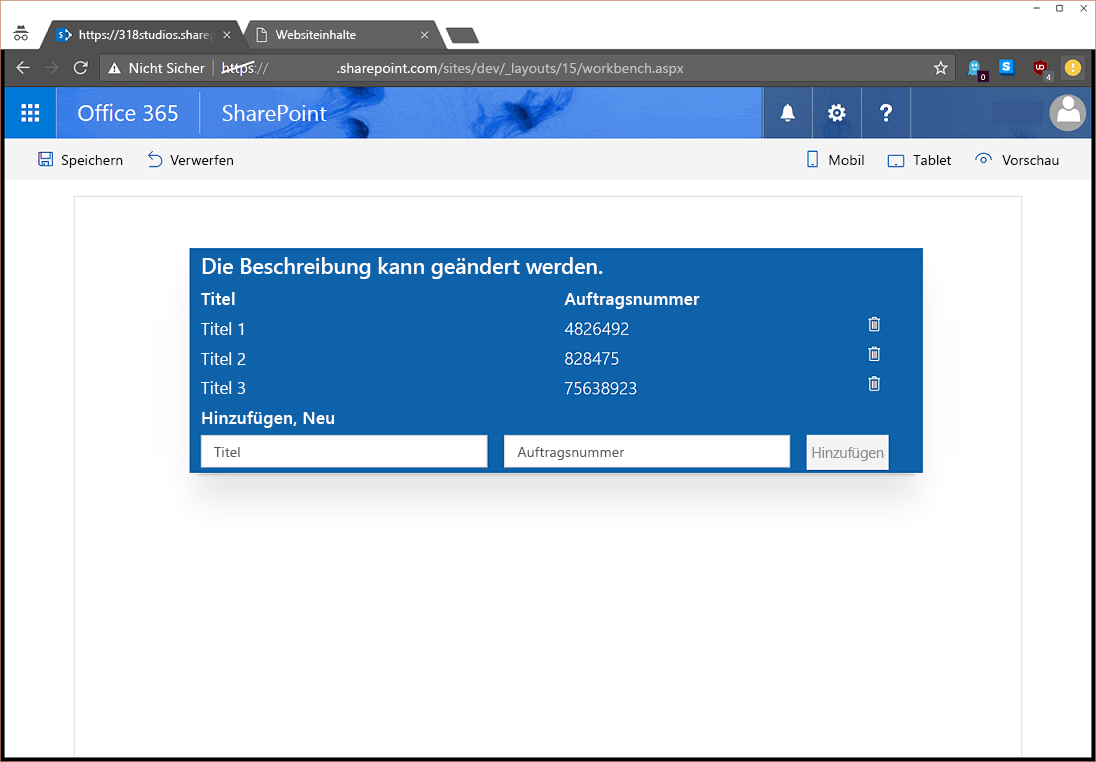 https://318studios.sharep
Websiteinhalte
Nicht Sicher https:// .sharepoint.com/sites/dev/_layouts/15/workbench.aspx
S
0
S
UD
4
Office 365 SharePoint ?
Speichern Verwerfen Mobil Tablet Vorschau
Die Beschreibung kann geändert werden.
Titel Auftragsnummer
Titel 1 4826492
Titel 2 828475
Titel 3 75638923
Hinzufügen, Neu
Titel Auftragsnummer Hinzufügen